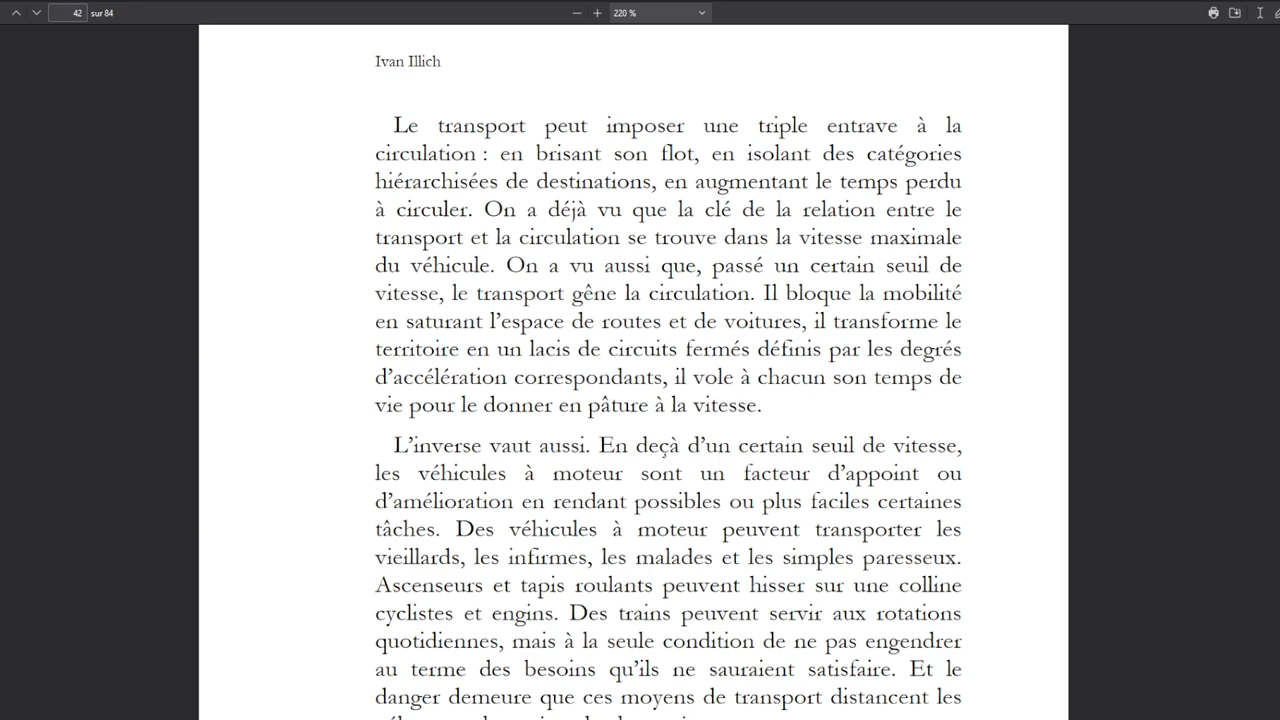 42 sur 84
220 %
Ivan Illich
Le transport peut imposer une triple entrave à la
circulation : en brisant son flot, en isolant des catégories
hiérarchisées de destinations, en augmentant le temps perdu
à circuler. On a déjà vu que la clé de la relation entre le
transport et la circulation se trouve dans la vitesse maximale
du véhicule. On a vu aussi que, passé un certain seuil de
vitesse, le transport gêne la circulation. Il bloque la mobilité
en saturant l’espace de routes et de voitures, il transforme le
territoire en un lacis de circuits fermés définis par les degrés
d’accélération correspondants, il vole à chacun son temps de
vie pour le donner en pâture à la vitesse.
L’inverse vaut aussi. En deçà d’un certain seuil de vitesse,
les véhicules à moteur sont un facteur d’appoint ou
d’amélioration en rendant possibles ou plus faciles certaines
tâches. Des véhicules à moteur peuvent transporter les
vieillards, les infirmes, les malades et les simples paresseux.
Ascenseurs et tapis roulants peuvent hisser sur une colline
cyclistes et engins. Des trains peuvent servir aux rotations
quotidiennes, mais à la seule condition de ne pas engendrer
au terme des besoins qu’ils ne sauraient satisfaire. Et le
danger demeure que ces moyens de transport distancent les